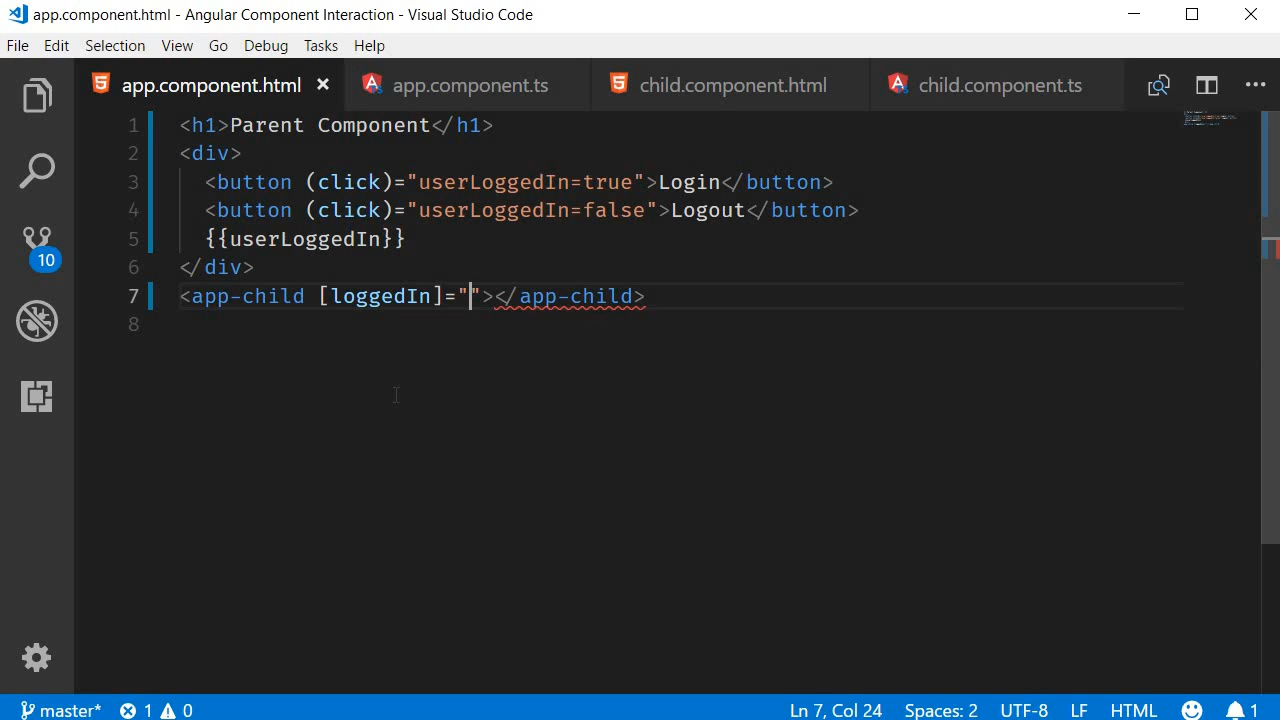 app.component.html - Angular Component Interaction - Visual Studio Code
File Edit Selection View Go Debug Tasks Help
app.component.html app.component.ts child.component.html child.component.ts
1 <h1>Parent Component</h1>
2 <div>
3 <button (click)="userLoggedIn=true">Login</button>
4 <button (click)="userLoggedIn=false">Logout</button>
5 {{userLoggedIn}}
6 </div>
7 <app-child [loggedIn]=""></app-child>
8
10
master* 1 0 Ln 7, Col 24 Spaces: 2 UTF-8 LF HTML 1